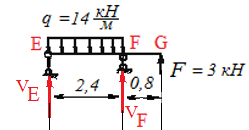 q = 14 кН/м
E F G
F = 3 кН
2,4 0,8
V_E V_F